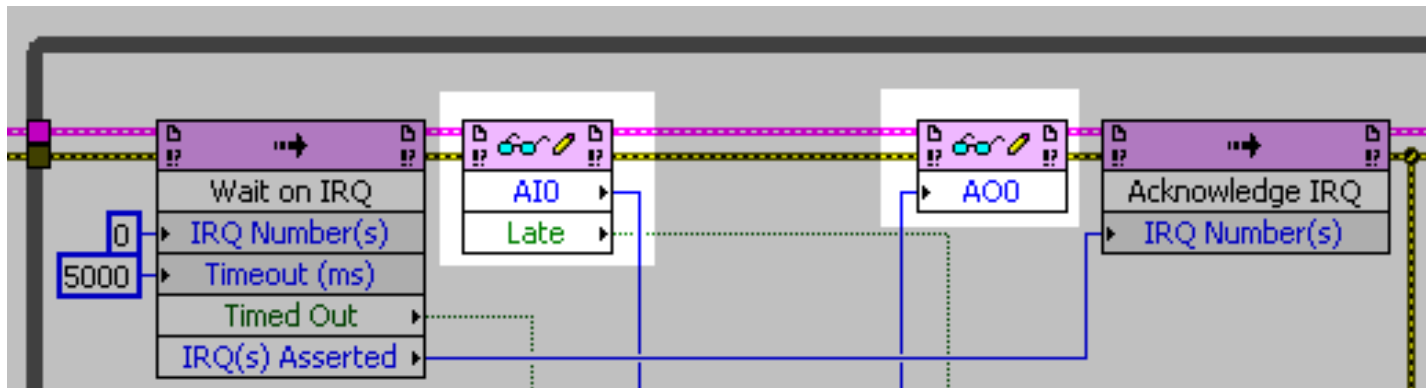 !?
!?
!?
!?
!?
!?
!?
!?
Wait on IRQ
AI0
AO0
Acknowledge IRQ
0
IRQ Number(s)
Late
IRQ Number(s)
5000
Timeout (ms)
Timed Out
IRQ(s) Asserted